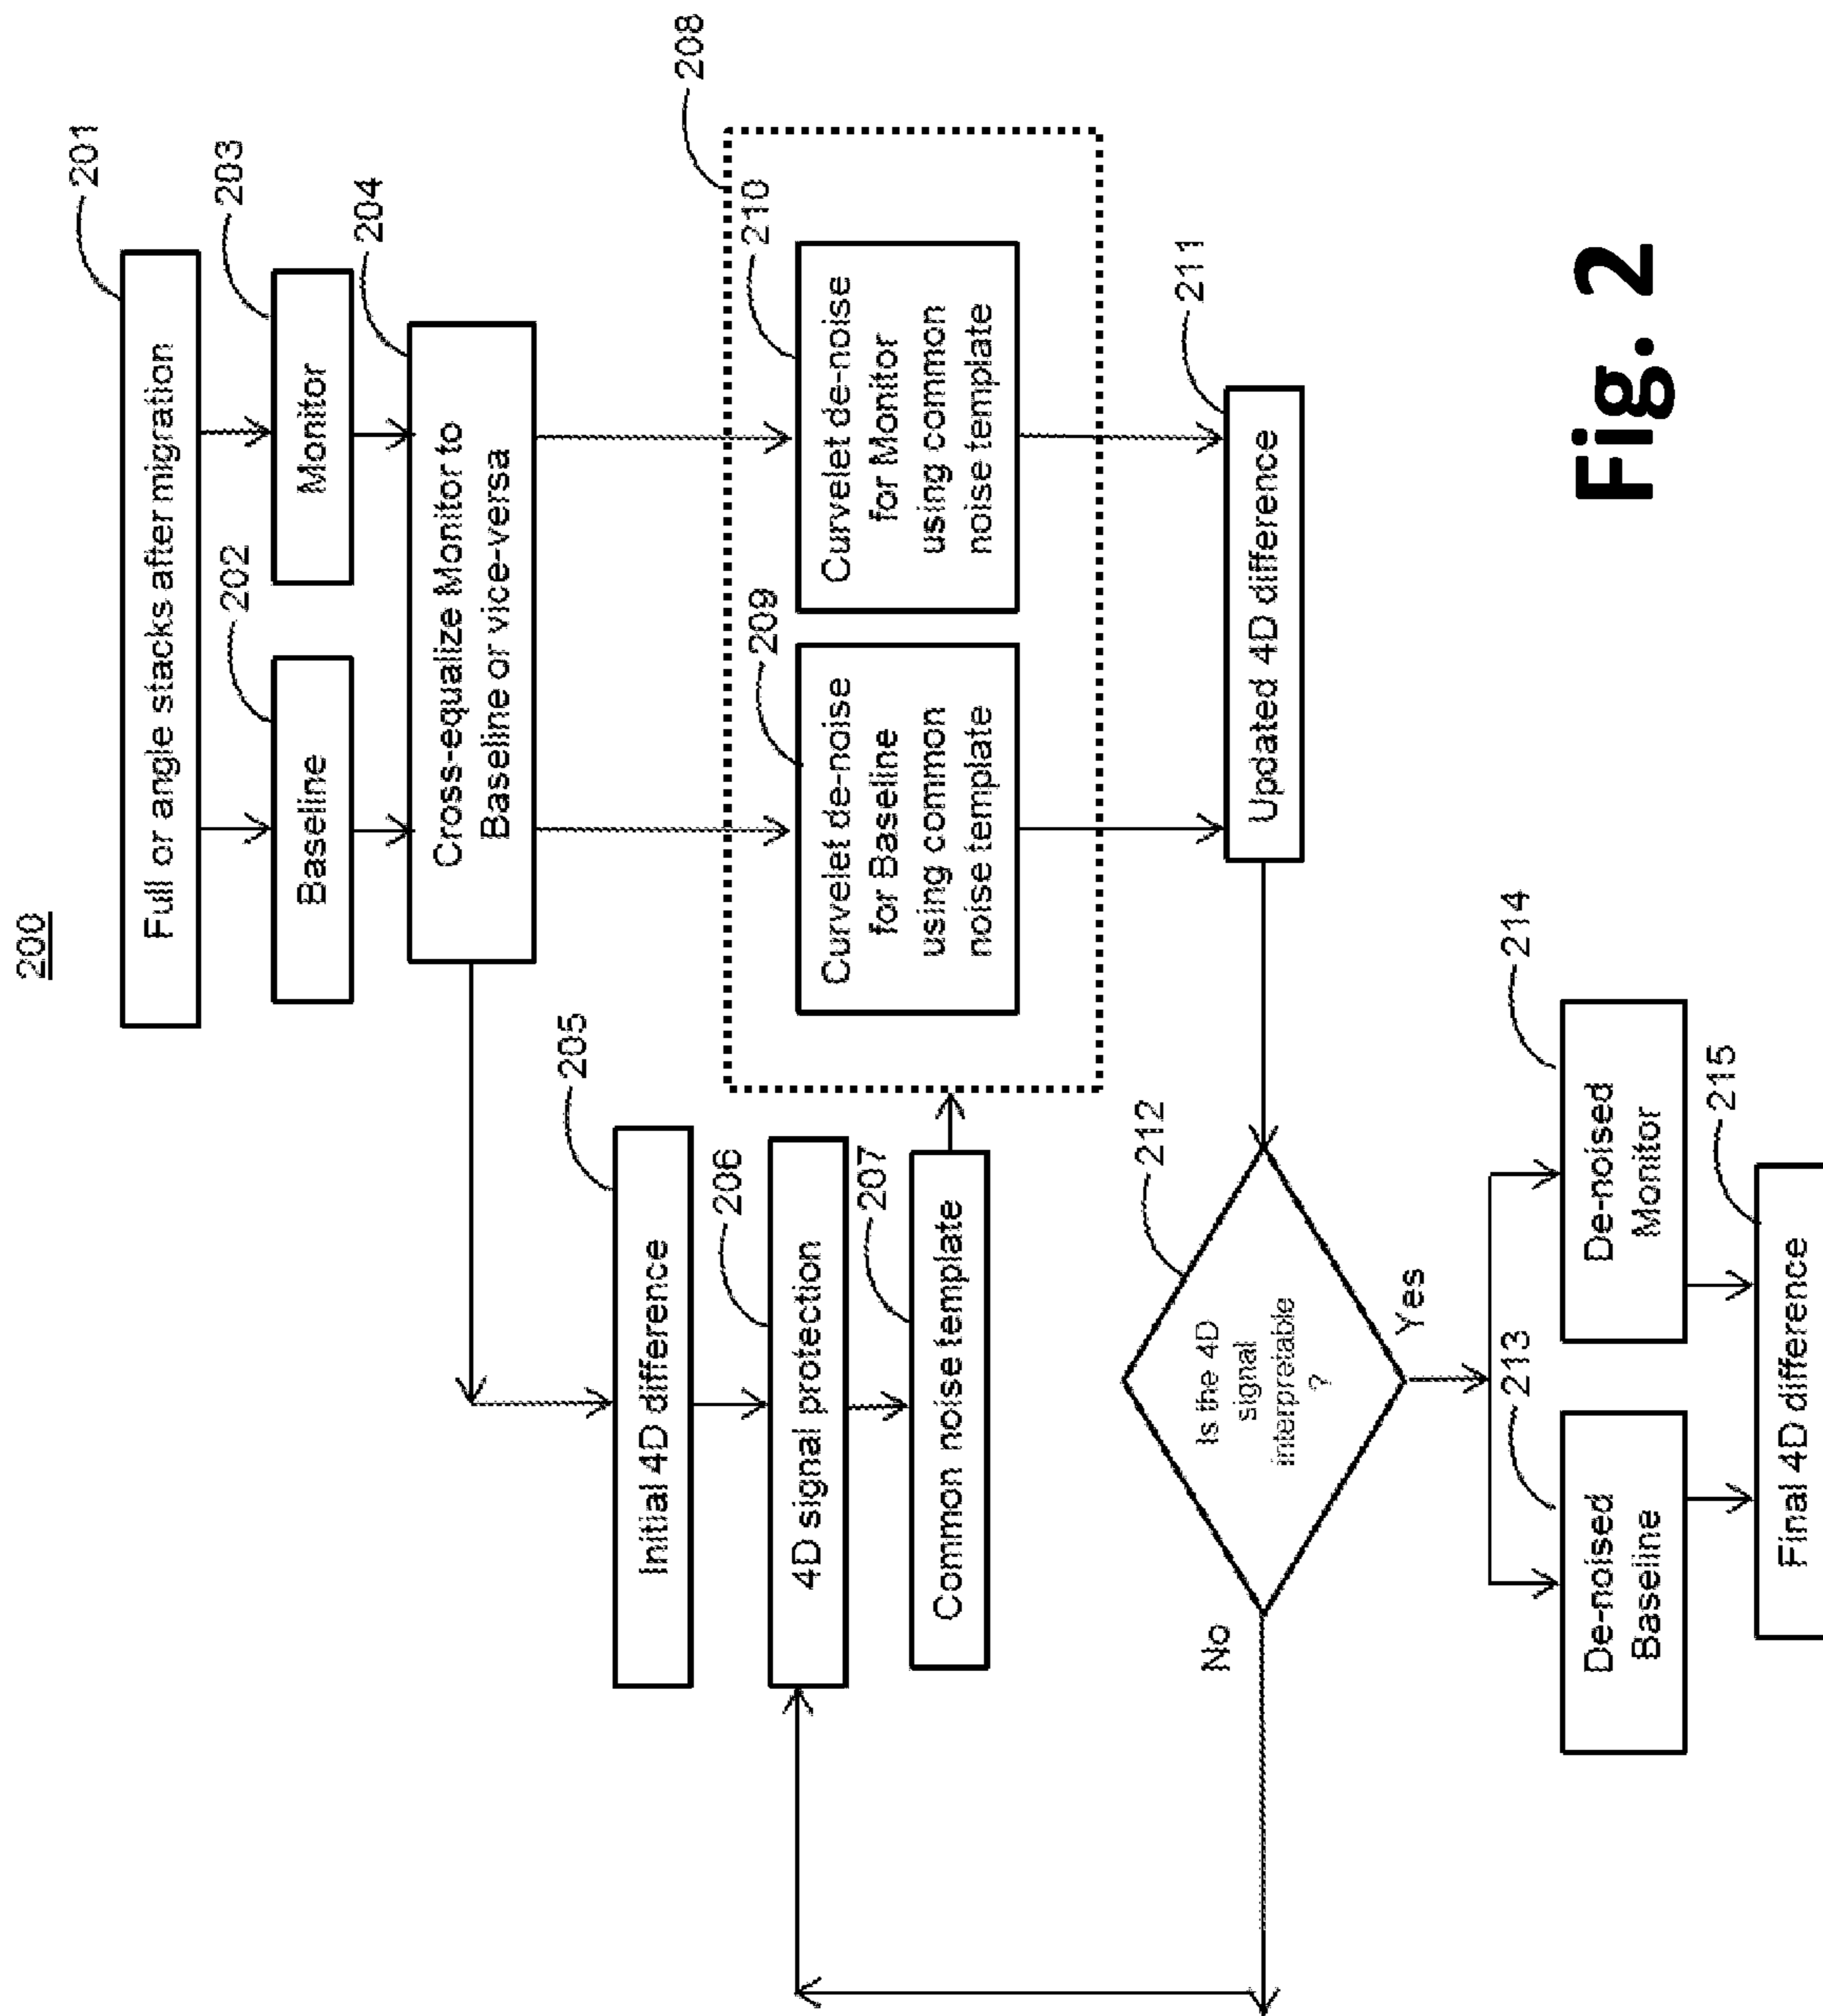 200
201
Full or angle stacks after migration
202
203
Baseline
Monitor
204
Cross-equalize Monitor to
Baseline or vice-versa
205
Initial 4D difference
206
4D signal protection
207
Common noise template
208
209
Curvelet de-noise
for Baseline
using common
noise template
210
Curvelet de-noise
for Monitor
using common
noise template
211
Updated 4D difference
212
Is the 4D
signal
interpretable
?
No
Yes
213
De-noised
Baseline
214
De-noised
Monitor
215
Final 4D difference
Fig. 2